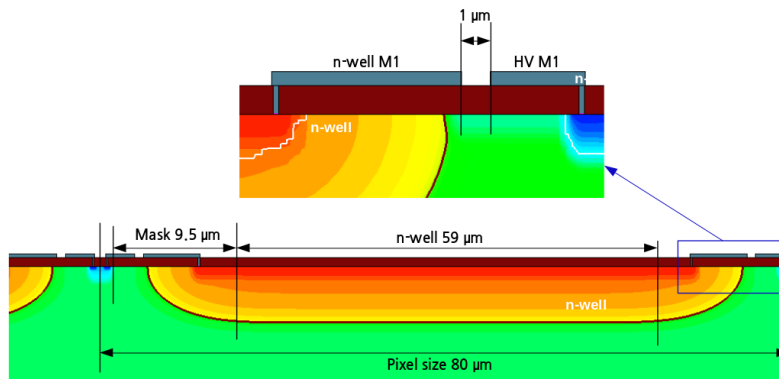 1 µm
n-well M1
HV M1
n-
n-well
Mask 9.5 µm
n-well 59 µm
n-well
Pixel size 80 µm